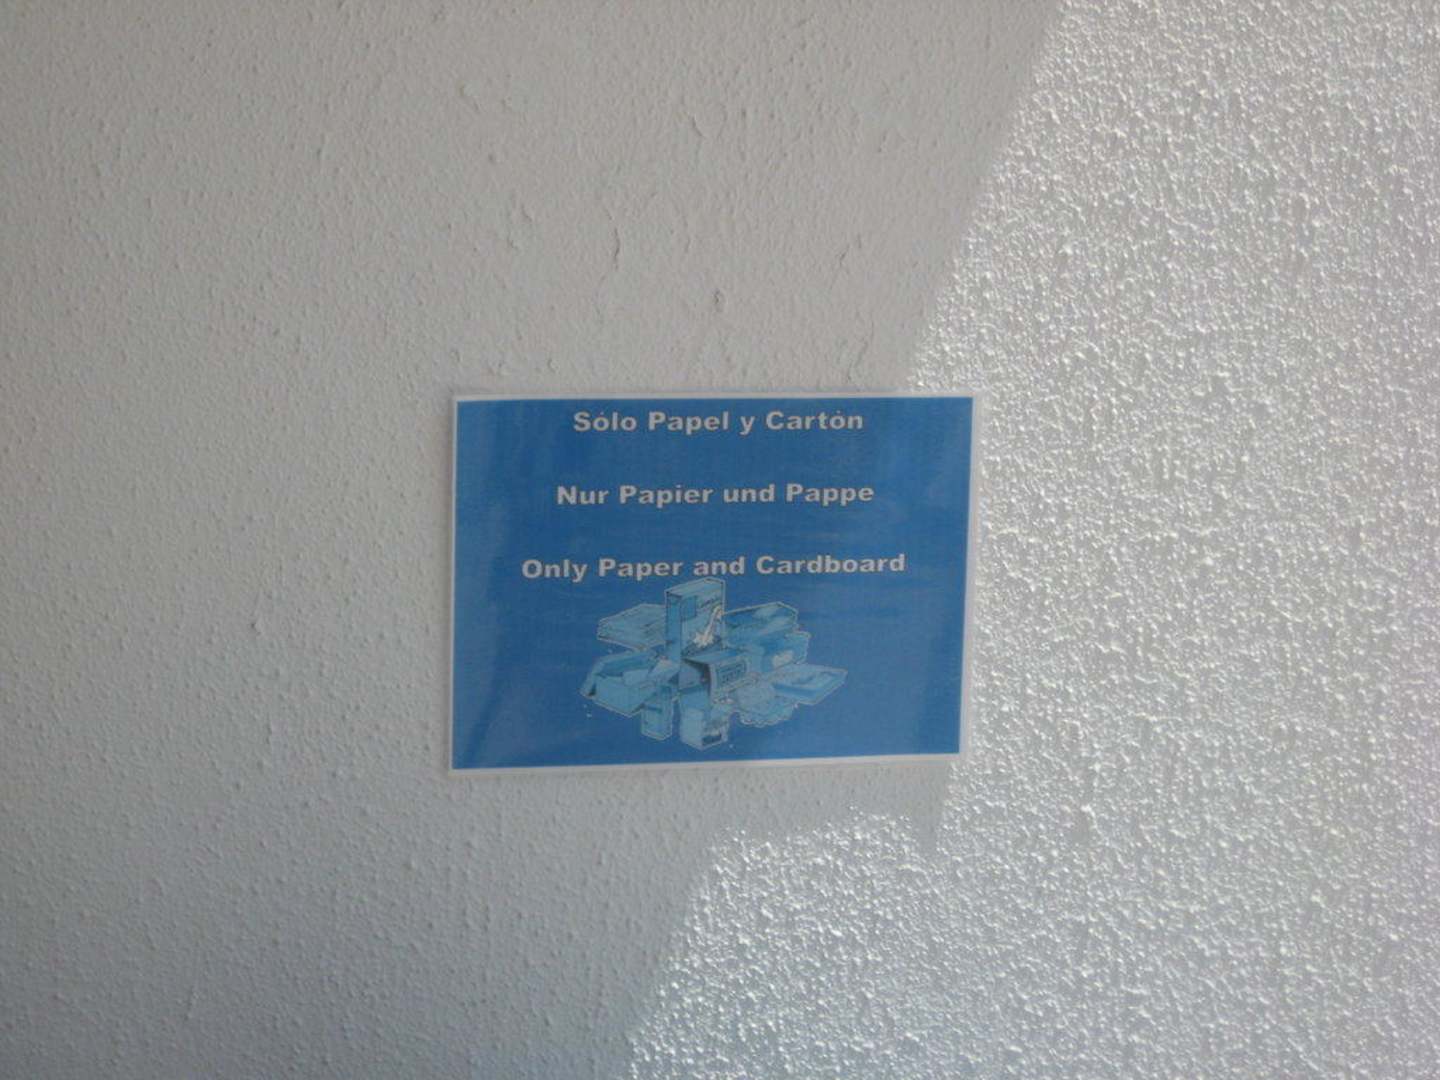 Sólo Papel y Cartón
Nur Papier und Pappe
Only Paper and Cardboard